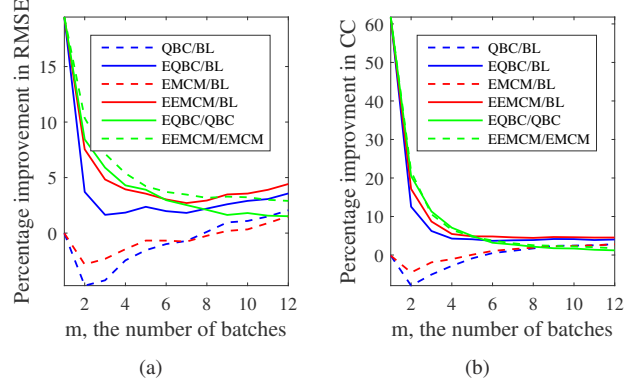 Percentage improvement in RMSE
15
10
5
0
QBC/BL
EQBC/BL
EMCM/BL
EEMCM/BL
EQBC/QBC
EEMCM/EMCM
2 4 6 8 10 12
m, the number of batches
(a)
Percentage improvment in CC
60
50
40
30
20
10
0
QBC/BL
EQBC/BL
EMCM/BL
EEMCM/BL
EQBC/QBC
EEMCM/EMCM
2 4 6 8 10 12
m, the number of batches
(b)